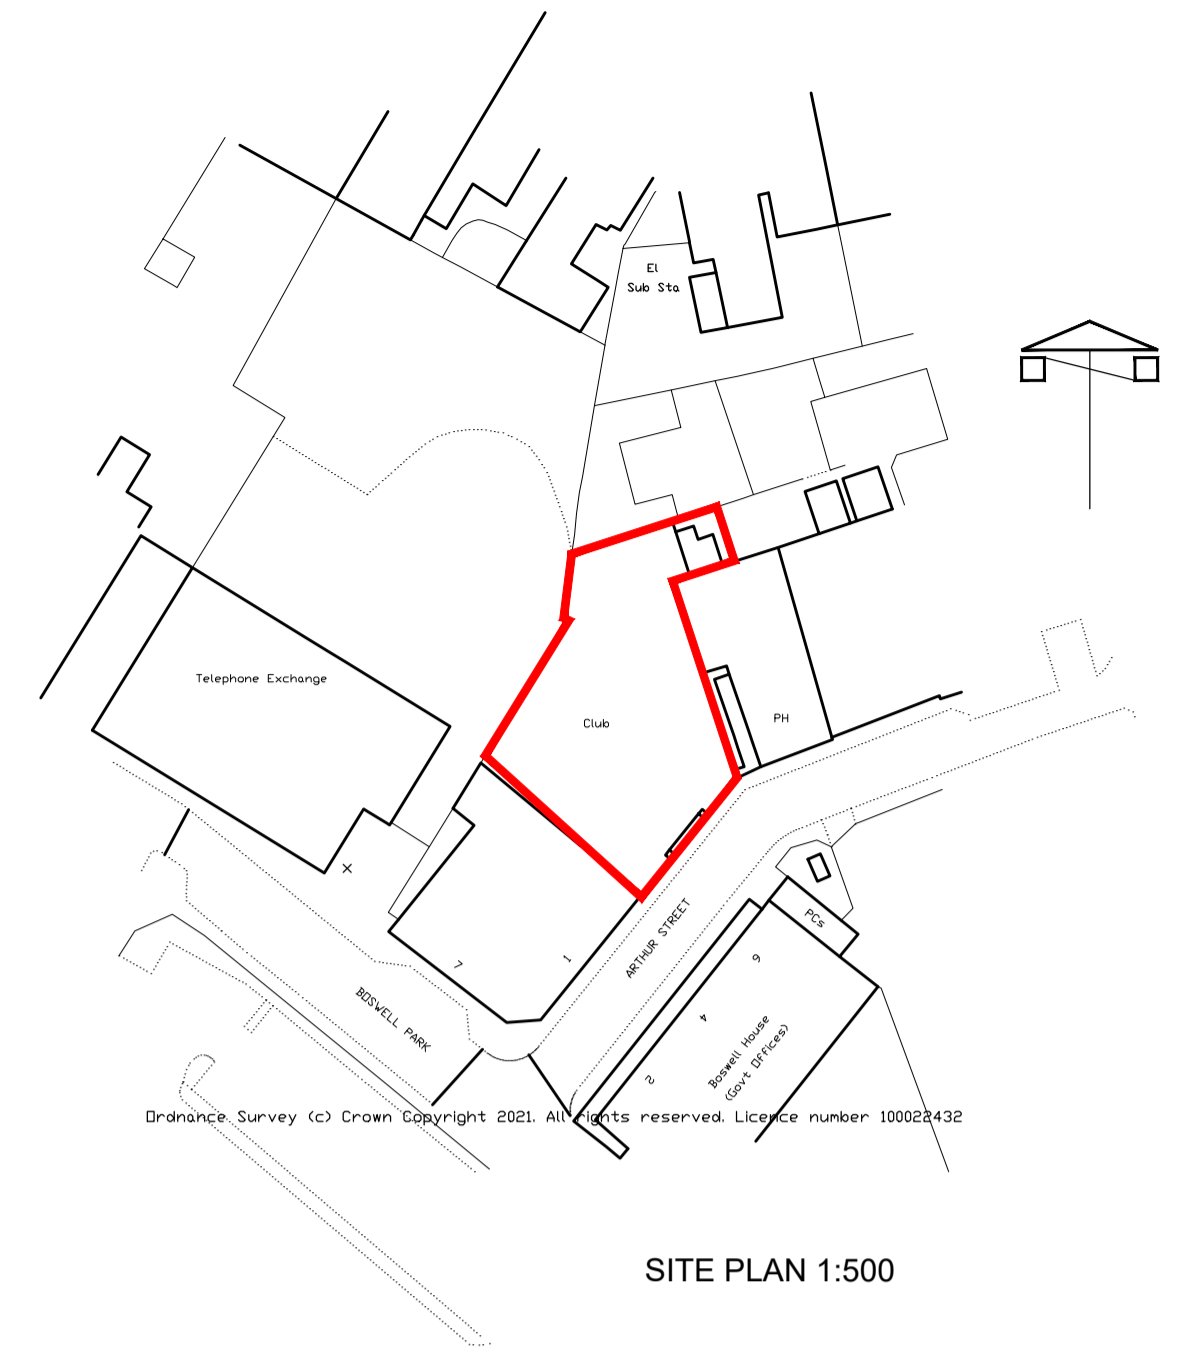 El
Sub Sta
Telephone Exchange
Club
PH
ARTHUR STREET
PCs
7
1
6
4
2
BOSWELL PARK
Boswell House
(Govt Offices)
Ordnance Survey (c) Crown Copyright 2021. All rights reserved. Licence number 100022432
SITE PLAN 1:500